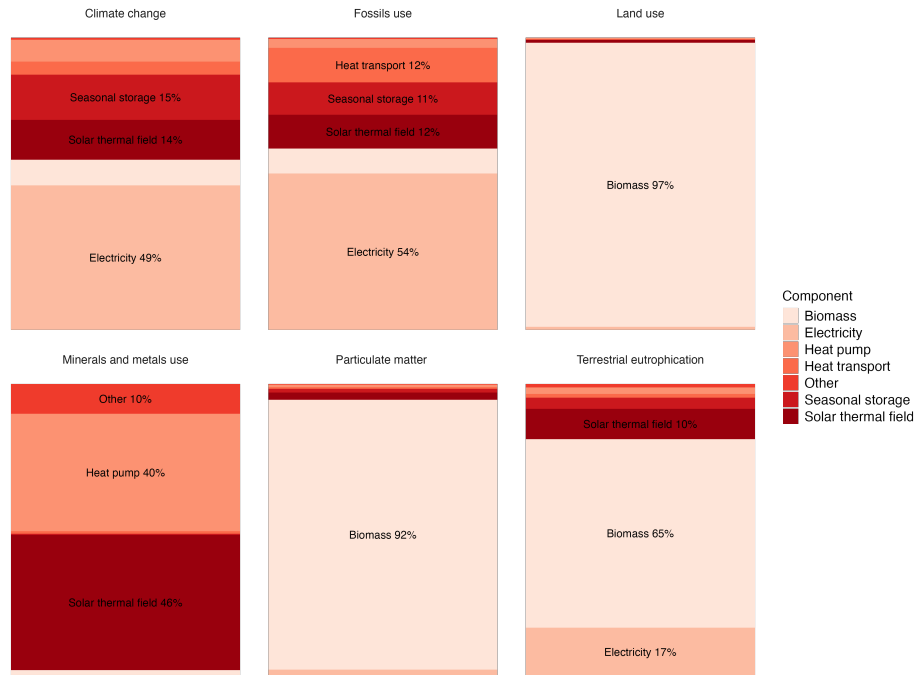 Climate change
Fossils use
Land use
Seasonal storage 15%
Solar thermal field 14%
Electricity 49%
Heat transport 12%
Seasonal storage 11%
Solar thermal field 12%
Electricity 54%
Biomass 97%
Minerals and metals use
Particulate matter
Terrestrial eutrophication
Other 10%
Heat pump 40%
Solar thermal field 46%
Biomass 92%
Solar thermal field 10%
Biomass 65%
Electricity 17%
Component
Biomass
Electricity
Heat pump
Heat transport
Other
Seasonal storage
Solar thermal field